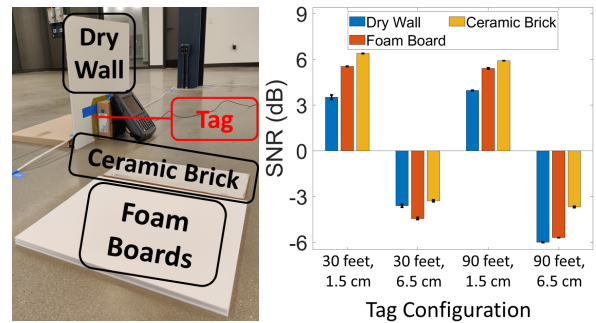 Dry
Wall
Tag
Ceramic Brick
Foam
Boards
9
6
3
0
-3
-6
SNR (dB)
Dry Wall
Ceramic Brick
Foam Board
30 feet,
1.5 cm
30 feet,
6.5 cm
90 feet,
1.5 cm
90 feet,
6.5 cm
Tag Configuration